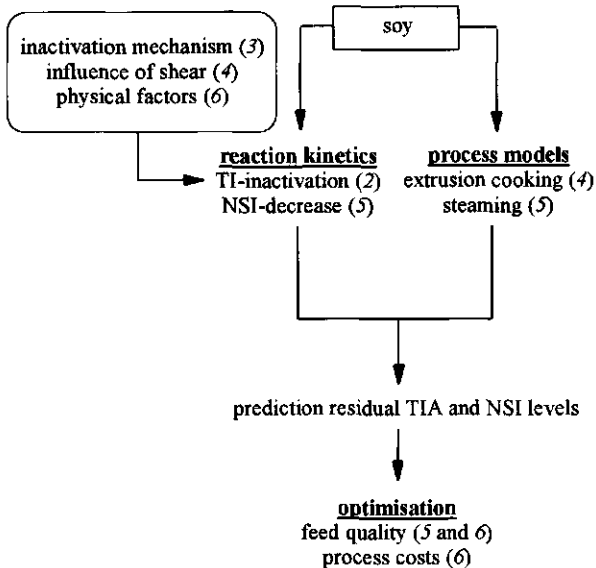 inactivation mechanism (3)
influence of shear (4)
physical factors (6)
soy
reaction kinetics
TI-inactivation (2)
NSI-decrease (5)
process models
extrusion cooking (4)
steaming (5)
prediction residual TIA and NSI levels
optimisation
feed quality (5 and 6)
process costs (6)